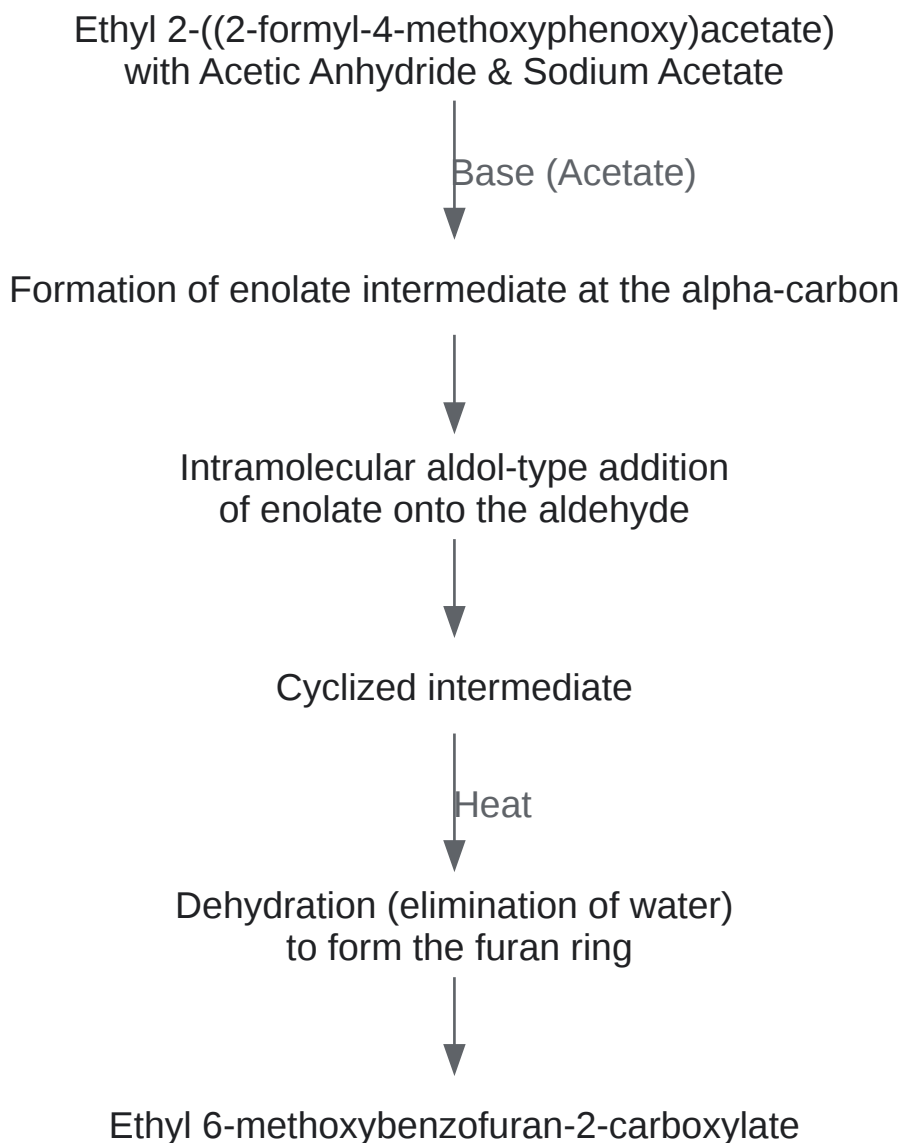 Ethyl 2-((2-formyl-4-methoxyphenoxy)acetate)
with Acetic Anhydride & Sodium Acetate
Base (Acetate)
Formation of enolate intermediate at the alpha-carbon
Intramolecular aldol-type addition
of enolate onto the aldehyde
Cyclized intermediate
Heat
Dehydration (elimination of water)
to form the furan ring
Ethyl 6-methoxybenzofuran-2-carboxylate